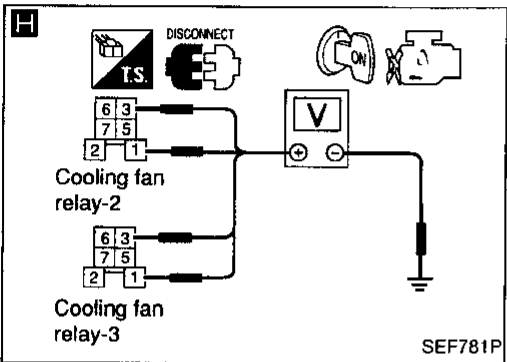 H
DISCONNECT
T.S.
ON
V
6 3
7 5
2 1
Cooling fan
relay-2
6 3
7 5
2 1
Cooling fan
relay-3
SEF781P